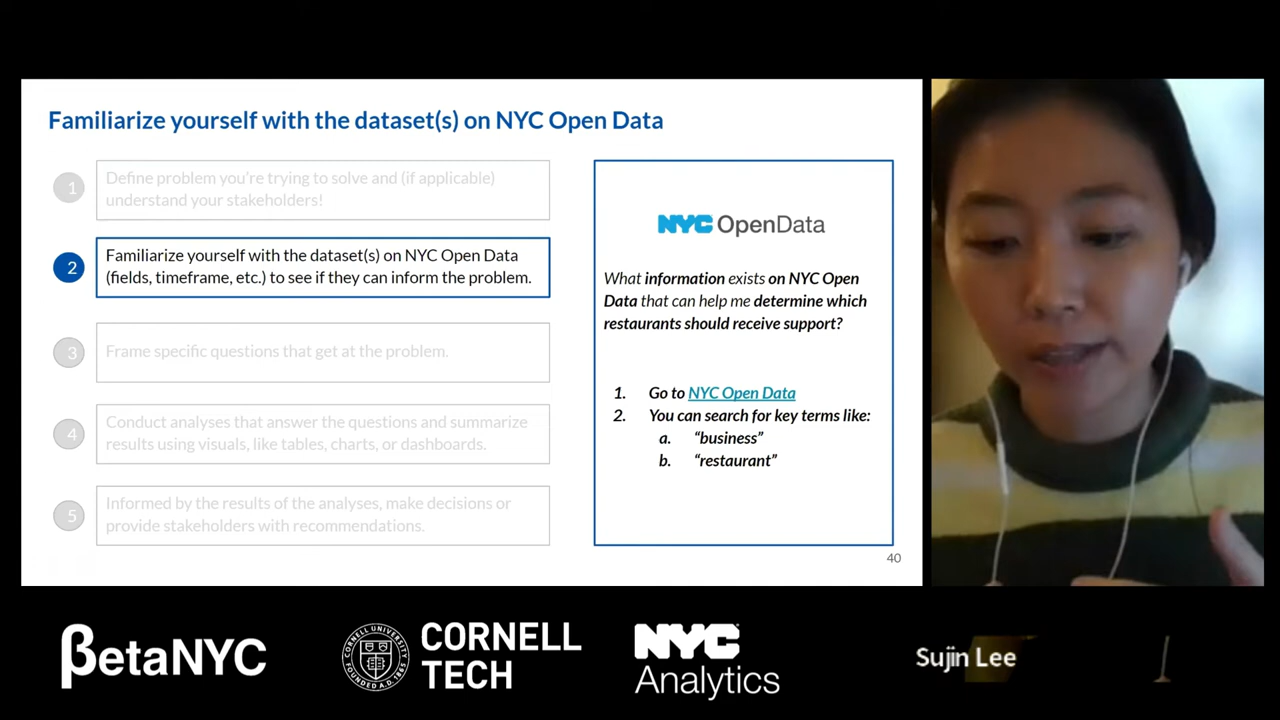 Familiarize yourself with the dataset(s) on NYC Open Data
1
Define problem you're trying to solve and (if applicable)
understand your stakeholders!
2
Familiarize yourself with the dataset(s) on NYC Open Data
(fields, timeframe, etc.) to see if they can inform the problem.
3
Frame specific questions that get at the problem.
4
Conduct analyses that answer the questions and summarize
results using visuals, like tables, charts, or dashboards.
5
Informed by the results of the analyses, make decisions or
provide stakeholders with recommendations.
NYC OpenData
What information exists on NYC Open
Data that can help me determine which
restaurants should receive support?
1. Go to NYC Open Data
2. You can search for key terms like:
a. “business”
b. “restaurant”
40
βetaNYC
CORNELL UNIVERSITY
FOUNDED A.D. 1865
CORNELL
TECH
NYC
Analytics
Sujin Lee